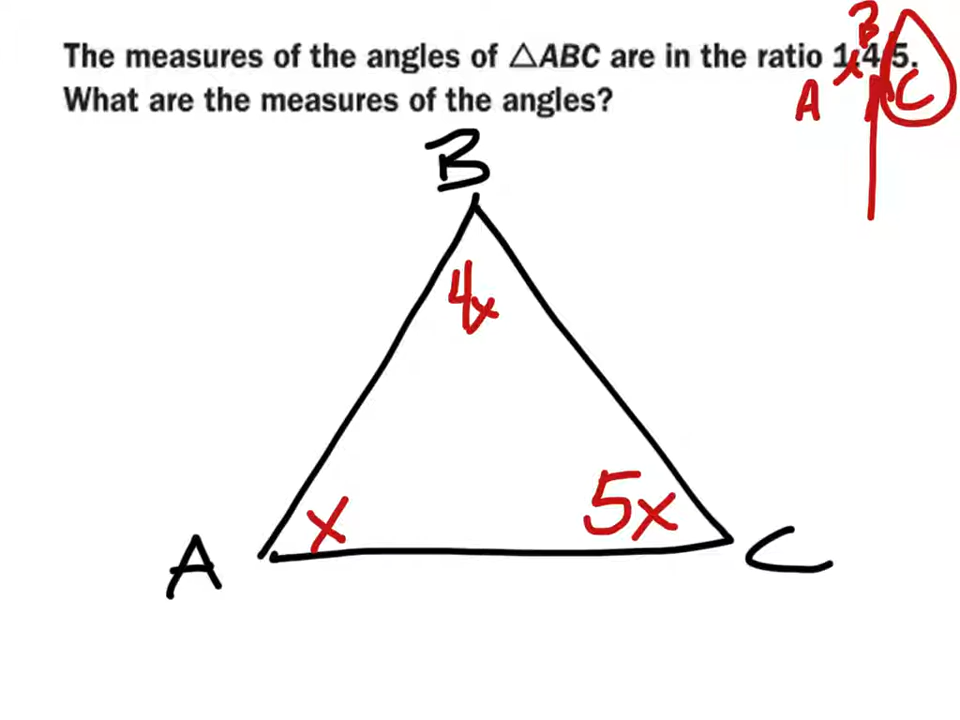 The measures of the angles of △ABC are in the ratio 1:4:5.
What are the measures of the angles?
B
A
C
B
4x
x
5x
A
C